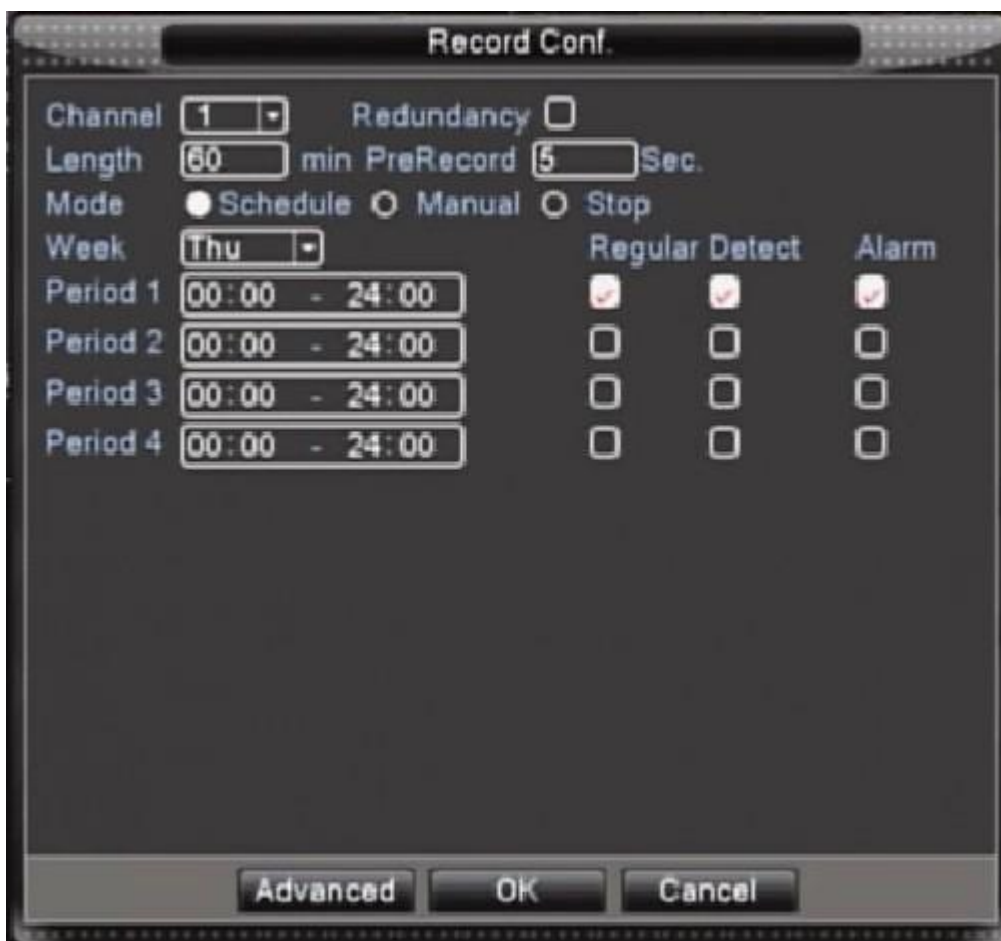 Record Conf.
Channel 1 Redundancy
Length 60 min PreRecord 5 Sec.
Mode Schedule Manual Stop
Week Thu Regular Detect Alarm
Period 1 00:00 - 24:00
Period 2 00:00 - 24:00
Period 3 00:00 - 24:00
Period 4 00:00 - 24:00
Advanced OK Cancel